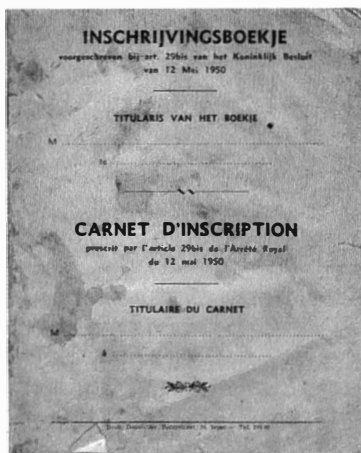 INSCHRIJVINGSBOEKJE
voorgeschreven bij art. 29bis van het Koninklijk Besluit
van 12 Mei 1950
TITULARIS VAN HET BOEKJE
M
te
CARNET D'INSCRIPTION
prescrit par l'article 29bis de l'Arrêté Royal
du 12 mai 1950
TITULAIRE DU CARNET
M
à